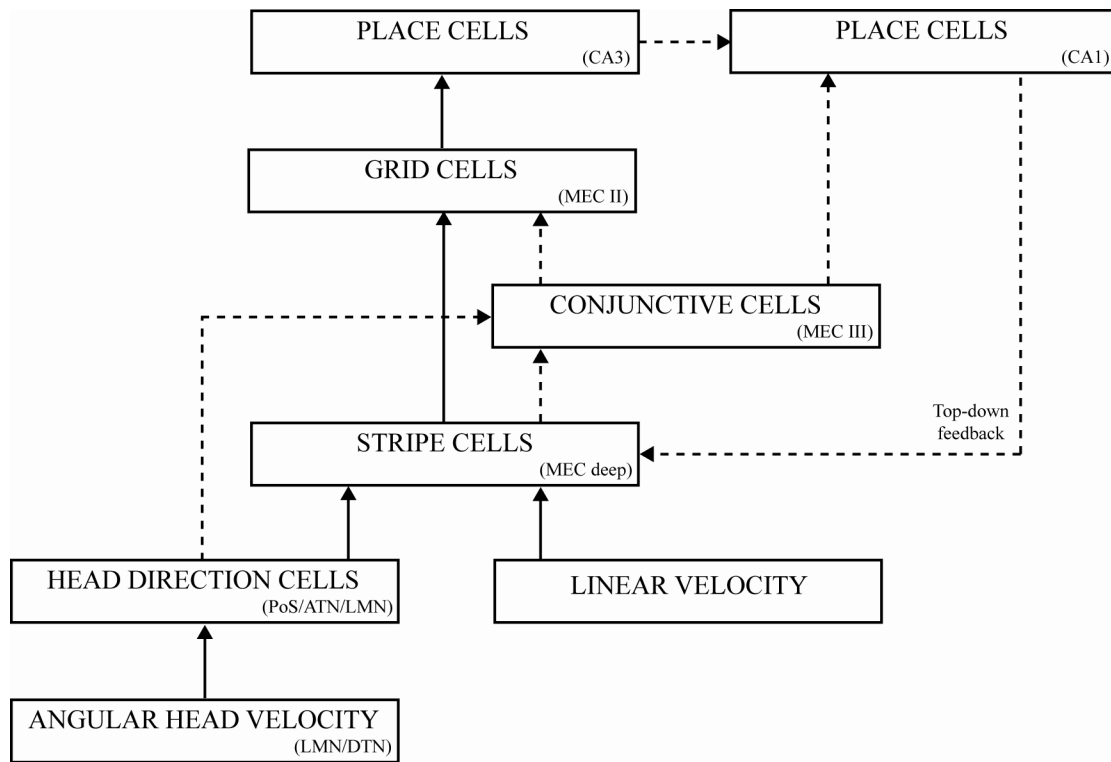 PLACE CELLS
(CA3)
PLACE CELLS
(CA1)
GRID CELLS
(MEC II)
CONJUNCTIVE CELLS
(MEC III)
Top-down
feedback
STRIPE CELLS
(MEC deep)
HEAD DIRECTION CELLS
(PoS/ATN/LMN)
LINEAR VELOCITY
ANGULAR HEAD VELOCITY
(LMN/DTN)